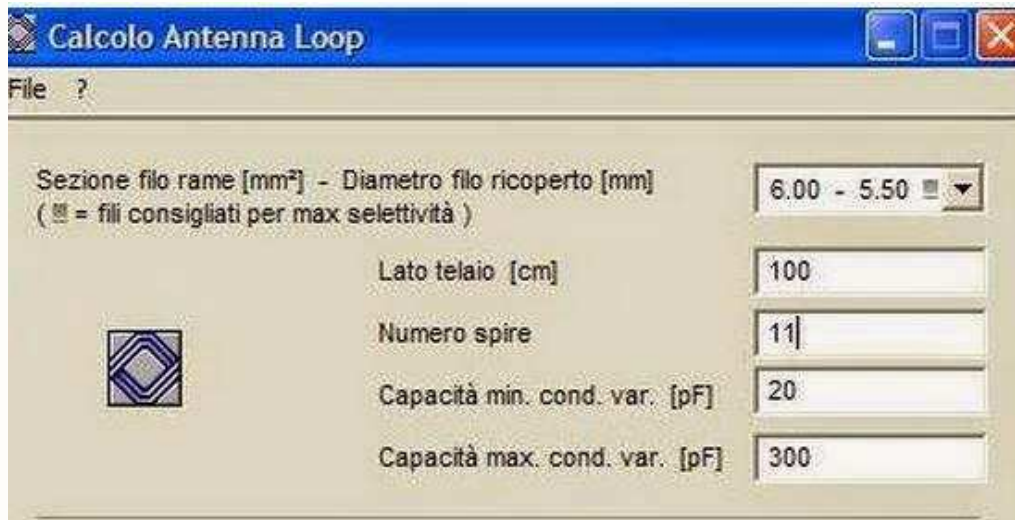 Calcolo Antenna Loop
File ?
Sezione filo rame [mm²] - Diametro filo ricoperto [mm] 6.00 - 5.50
( = fili consigliati per max selettività )
Lato telaio [cm] 100
Numero spire 11
Capacità min. cond. var. [pF] 20
Capacità max. cond. var. [pF] 300